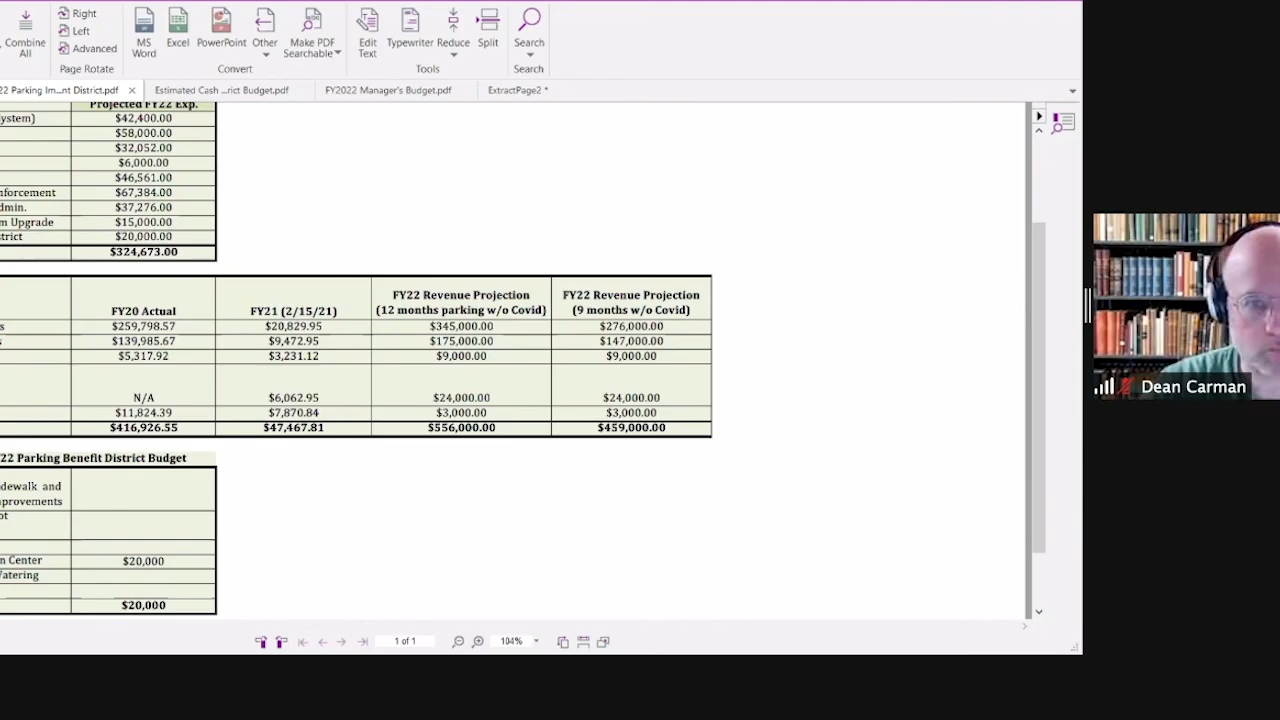 Right
Left
Advanced
Page Rotate
Combine All
MS Word
Excel
PowerPoint
Other
Make PDF Searchable
Convert
Edit Text
Typewriter
Reduce
Split
Tools
Search
Search
22 Parking Im...nt District.pdf
Estimated Cash ...rict Budget.pdf
FY2022 Manager's Budget.pdf
ExtractPage2 *
Projected FY22 Exp.
ystem) $42,400.00
$58,000.00
$32,052.00
$6,000.00
$46,561.00
nforcement $67,384.00
dmin. $37,276.00
m Upgrade $15,000.00
strict $20,000.00
$324,673.00
FY20 Actual FY21 (2/15/21) FY22 Revenue Projection (12 months parking w/o Covid) FY22 Revenue Projection (9 months w/o Covid)
s $259,798.57 $20,829.95 $345,000.00 $276,000.00
s $139,985.67 $9,472.95 $175,000.00 $147,000.00
$5,317.92 $3,231.12 $9,000.00 $9,000.00
N/A $6,062.95 $24,000.00 $24,000.00
$11,824.39 $7,870.84 $3,000.00 $3,000.00
$416,926.55 $47,467.81 $556,000.00 $459,000.00
22 Parking Benefit District Budget
dewalk and
provements
ot
n Center $20,000
Watering
$20,000
1 of 1
104%
Dean Carman